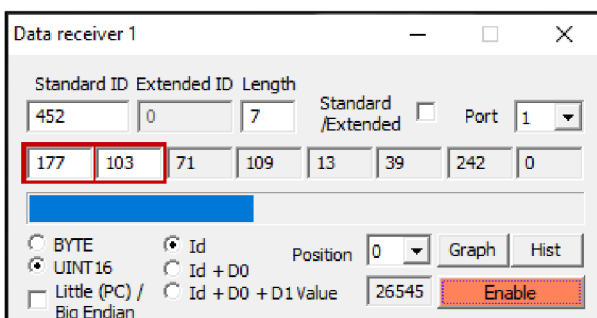 Data receiver 1
Standard ID Extended ID Length
452 0 7 Standard /Extended Port 1
177 103 71 109 13 39 242 0
BYTE Id Position 0 Graph Hist
UINT16 Id + D0
Little (PC) / Big Endian Id + D0 + D1 Value 26545 Enable